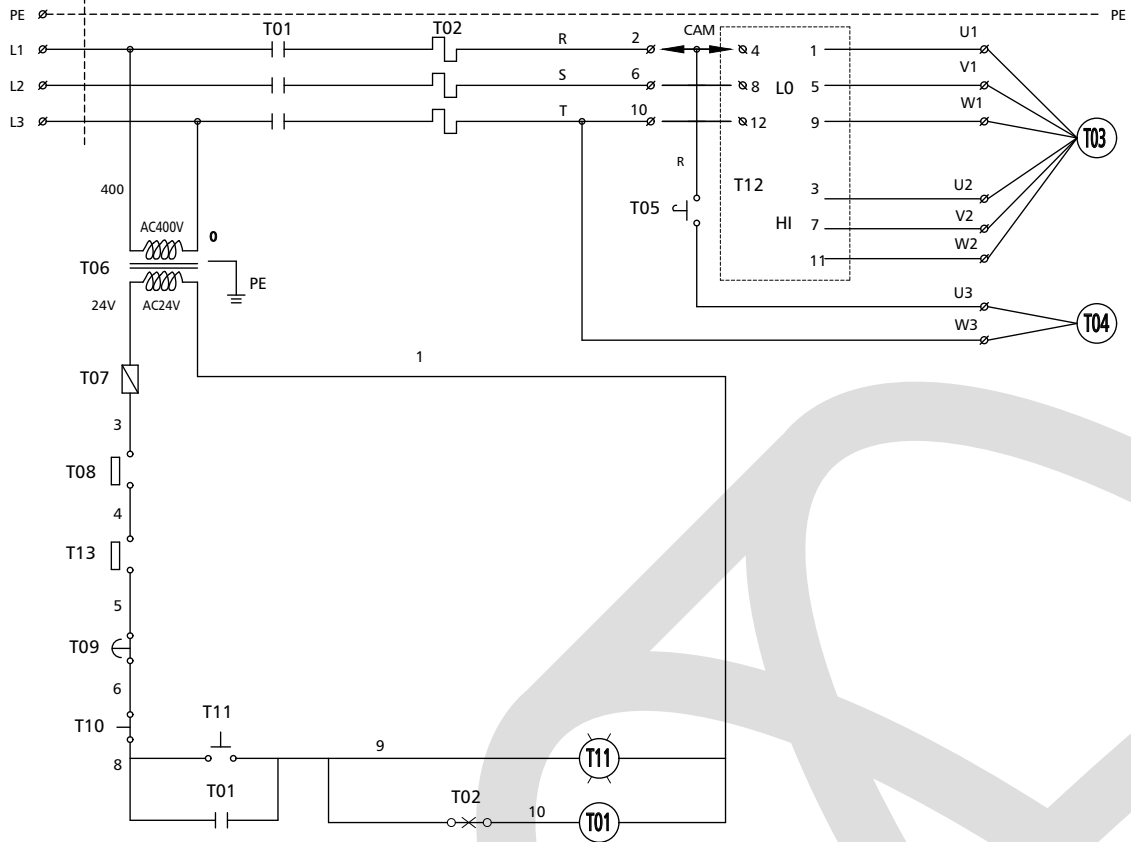 PE PE
L1 T01 T02 R 2 CAM 4 1 U1
L2 S 6 8 LO 5 V1
L3 T 10 12 9 W1
T03
400 R T12 3 U2
T05 HI 7 V2
AC400V 0 11 W2
T06 PE
24V AC24V U3
W3 T04
1
T07
3
T08
4
T13
5
T09
6
T10 T11
8 9 T11
T01 T02 10 T01